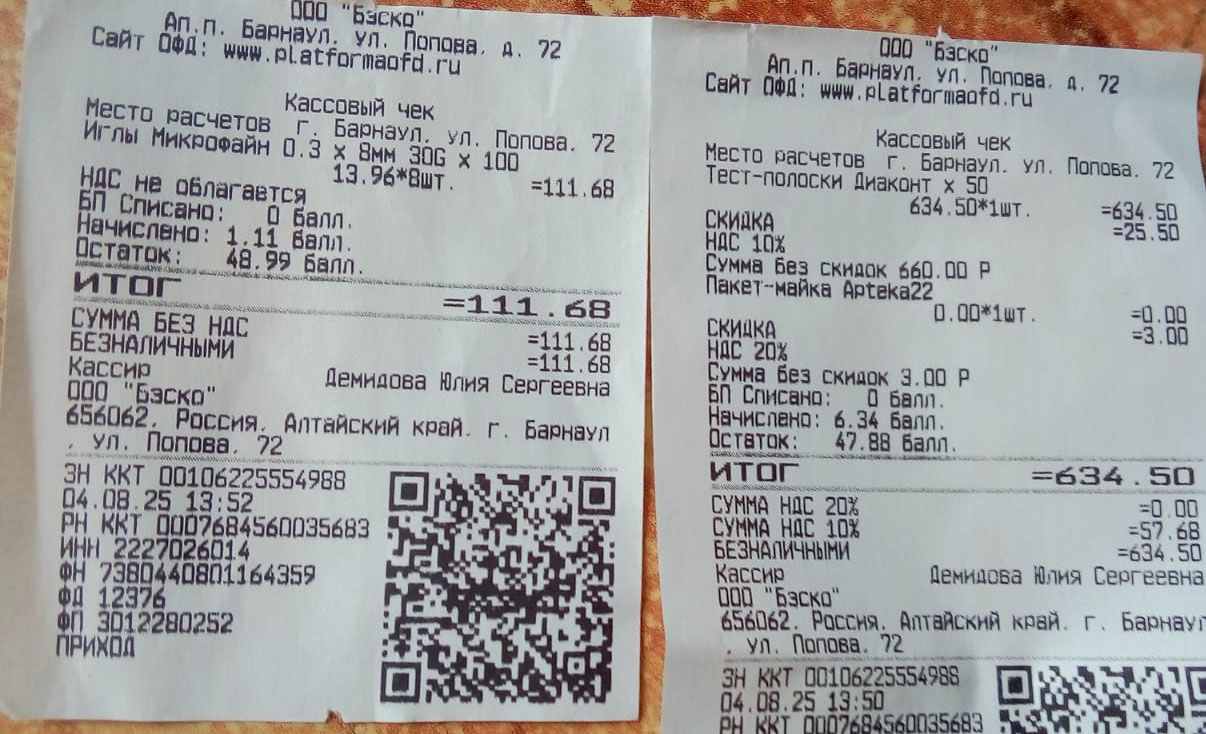 ООО "Бэско"
Ап.П. Барнаул, ул. Попова, д. 72
Сайт ОФД: www.platformaofd.ru
Кассовый чек
Место расчетов г. Барнаул, ул. Попова, 72
Иглы Микрофайн 0.3 х 8мм 30G х 100
13.96*8шт. =111.68
НДС не облагается
БП Списано: 0 балл.
Начислено: 1.11 балл.
Остаток: 48.99 балл.
ИТОГ =111.68
СУММА БЕЗ НДС =111.68
БЕЗНАЛИЧНЫМИ =111.68
Кассир Демидова Юлия Сергеевна
ООО "Бэско"
656062, Россия, Алтайский край, г. Барнаул
, ул. Попова, 72
ЗН ККТ 00106225554988
04.08.25 13:52
РН ККТ 0007684560035683
ИНН 2227026014
ФН 7380440801164359
ФД 12376
ФП 3012280252
ПРИХОД
ООО "Бэско"
Ап.П. Барнаул, ул. Попова, д. 72
Сайт ОФД: www.platformaofd.ru
Кассовый чек
Место расчетов г. Барнаул, ул. Попова, 72
Тест-полоски Диаконт х 50
634.50*1шт. =634.50
СКИДКА =25.50
НДС 10%
Сумма без скидок 660.00 Р
Пакет-майка Apteka22
0.00*1шт. =0.00
СКИДКА =3.00
НДС 20%
Сумма без скидок 3.00 Р
БП Списано: 0 балл.
Начислено: 6.34 балл.
Остаток: 47.88 балл.
ИТОГ =634.50
СУММА НДС 20% =0.00
СУММА НДС 10% =57.68
БЕЗНАЛИЧНЫМИ =634.50
Кассир Демидова Юлия Сергеевна
ООО "Бэско"
656062, Россия, Алтайский край, г. Барнаул
, ул. Попова, 72
ЗН ККТ 00106225554988
04.08.25 13:50
РН ККТ 0007684560035683